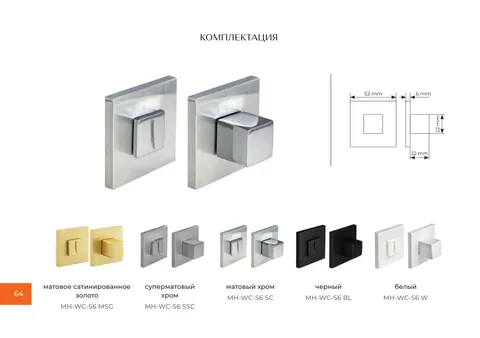 КОМПЛЕКТАЦИЯ
52 mm
6 mm
22 mm
22 mm
матовое сатинированное
золото
MH-WC-S6 MSG
суперматовый
хром
MH-WC-S6 SSC
матовый хром
MH-WC-S6 SC
черный
MH-WC-S6 BL
белый
MH-WC-S6 W
64